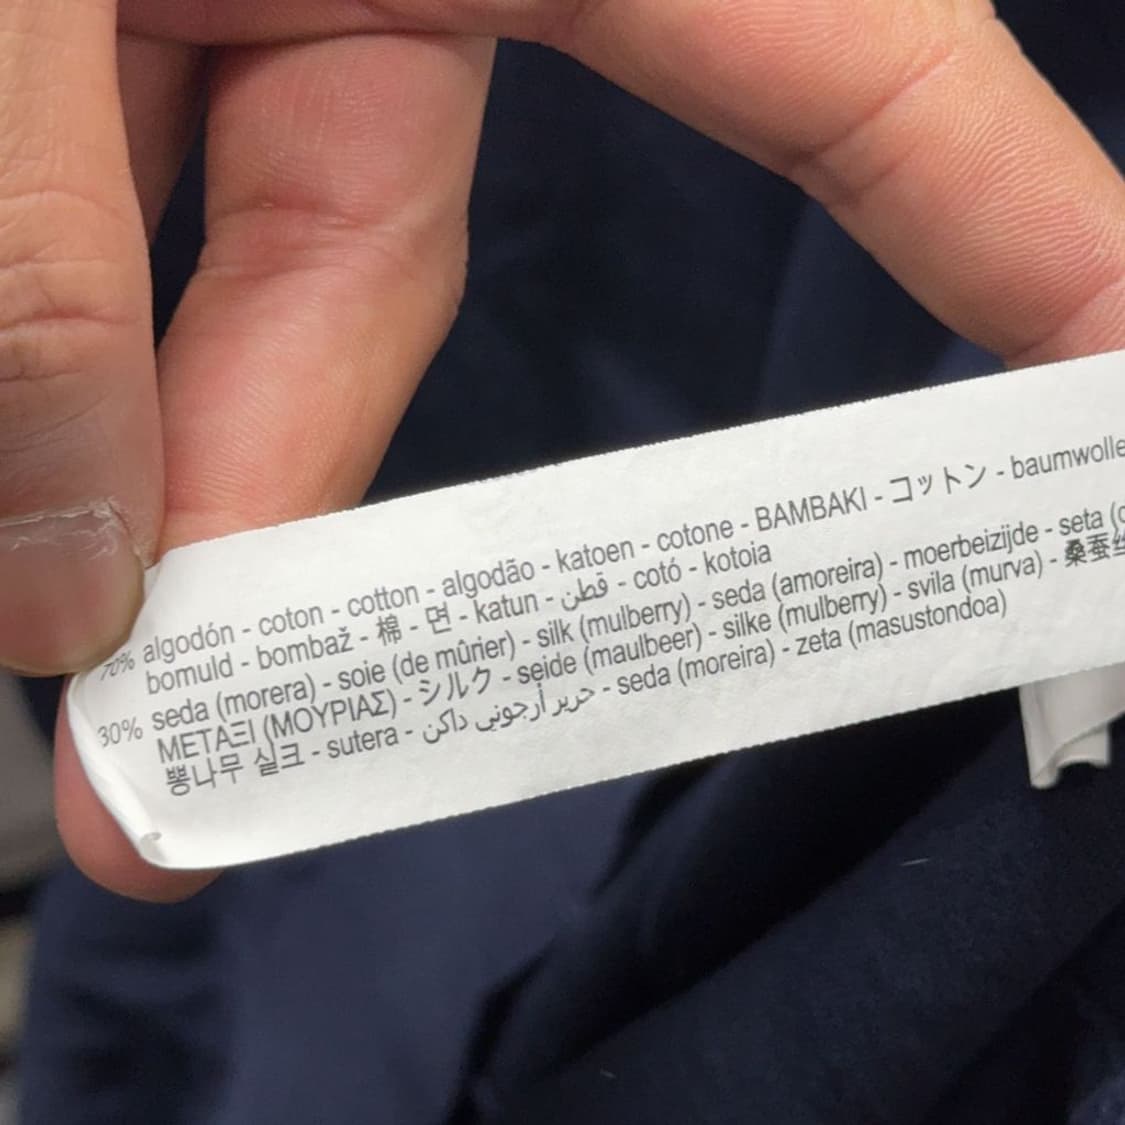 70% algodón - coton - cotton - algodão - katoen - cotone - BAMBAKI - コットン - baumwolle
bomuld - bombaž - 棉 - 면 - katun - قطن - cotó - kotoia
30% seda (morera) - soie (de mûrier) - silk (mulberry) - seda (amoreira) - moerbeizijde - seta (
ΜΕΤΑΞΙ (ΜΟΥΡΙΑΣ) - シルク - seide (maulbeer) - silke (mulberry) - svila (murva) - 桑蚕丝
뽕나무 실크 - sutera - حرير أرجوني داكن - seda (moreira) - zeta (masustondoa)